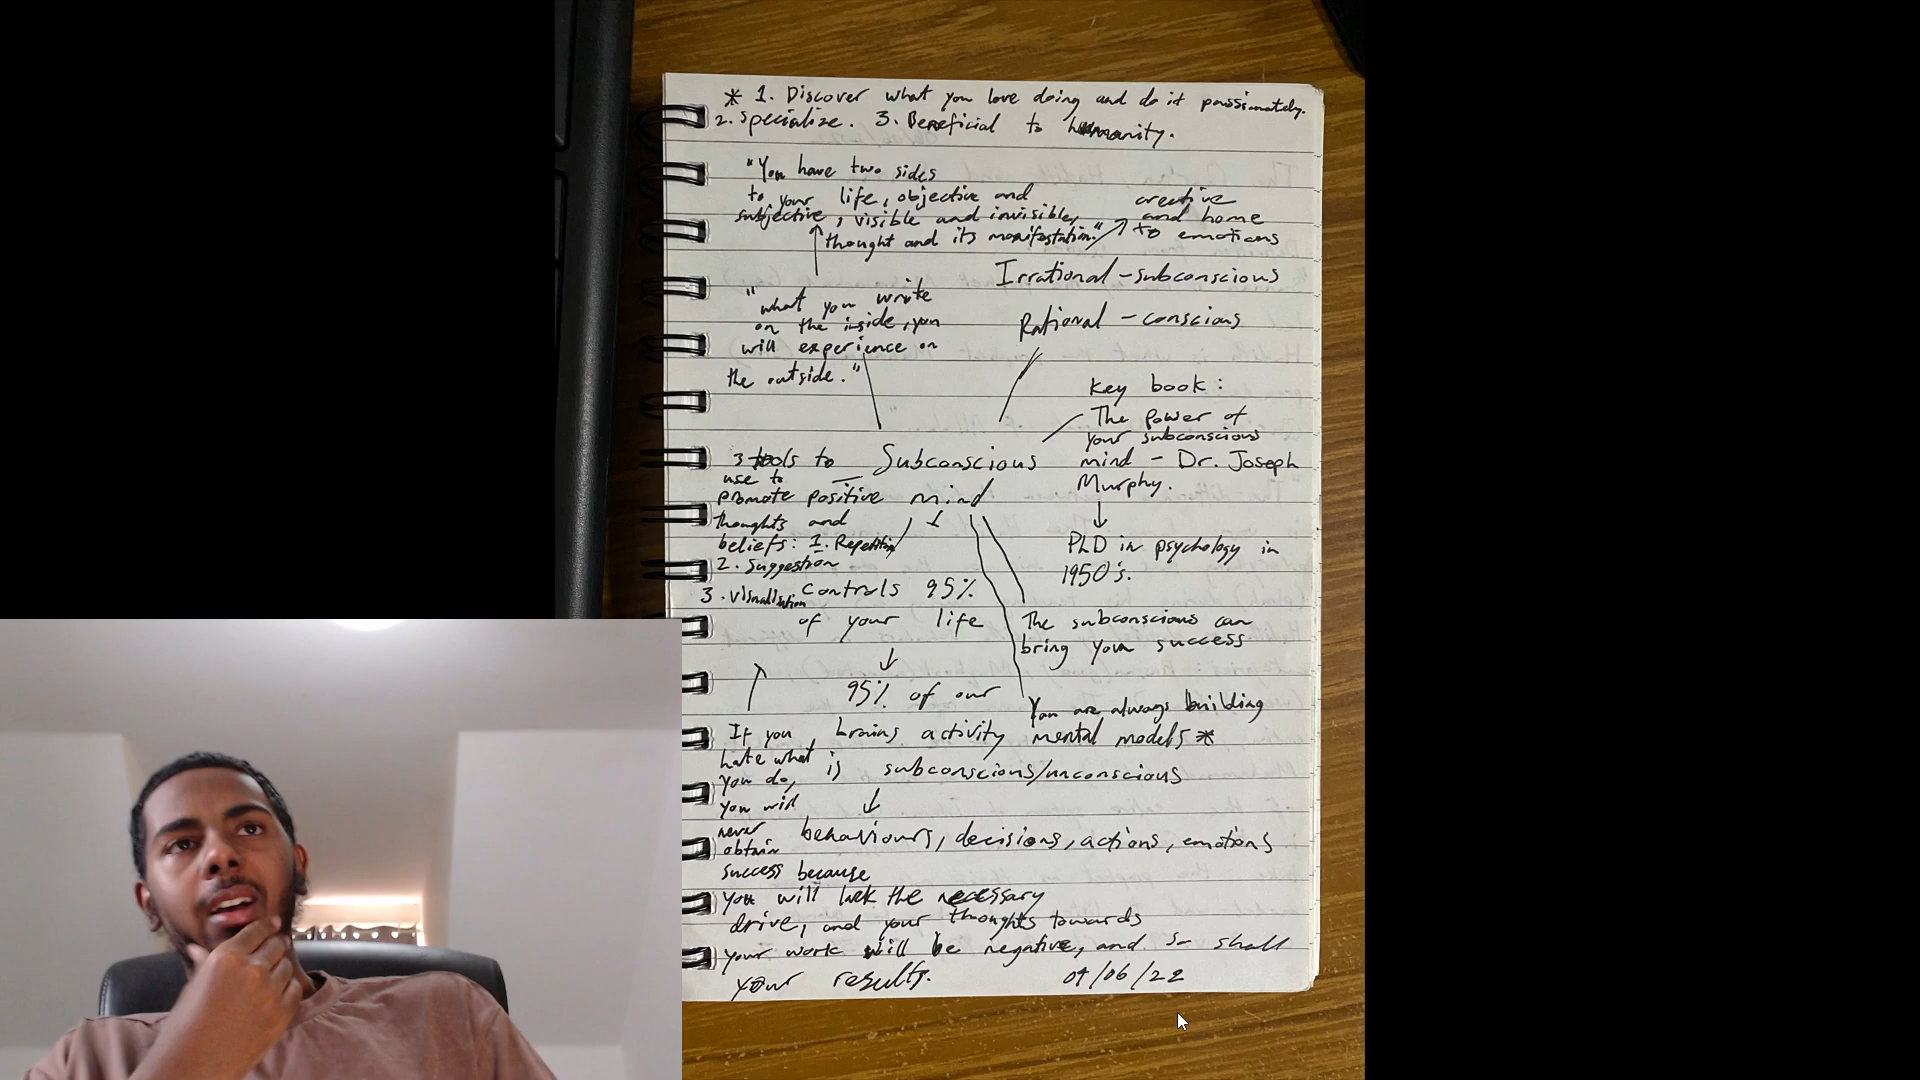 * 1. Discover what you love doing and do it passionately.
2. Specialize. 3. Beneficial to humanity.
"You have two sides
to your life, objective and
subjective, visible and invisible,
thought and its manifestation."
creative
and home
to emotions
Irrational - subconscious
Rational - conscious
"what you write
on the inside, you
will experience on
the outside."
Key book:
The power of
your subconscious
mind - Dr. Joseph
Murphy.
PhD in psychology in
1950's.
Subconscious
mind
3 tools to
use to
promote positive
thoughts and
beliefs: 1. Repetition
2. Suggestion
3. Visualisation
controls 95%
of your life
The subconscious can
bring you success
95% of our
brains activity
is subconscious/unconscious
You are always building
mental models *
behaviours, decisions, actions, emotions
If you
hate what
you do,
you will
never
obtain
success because
you will lack the necessary
drive, and your thoughts towards
your work will be negative, and so shall
your results.
/06/22